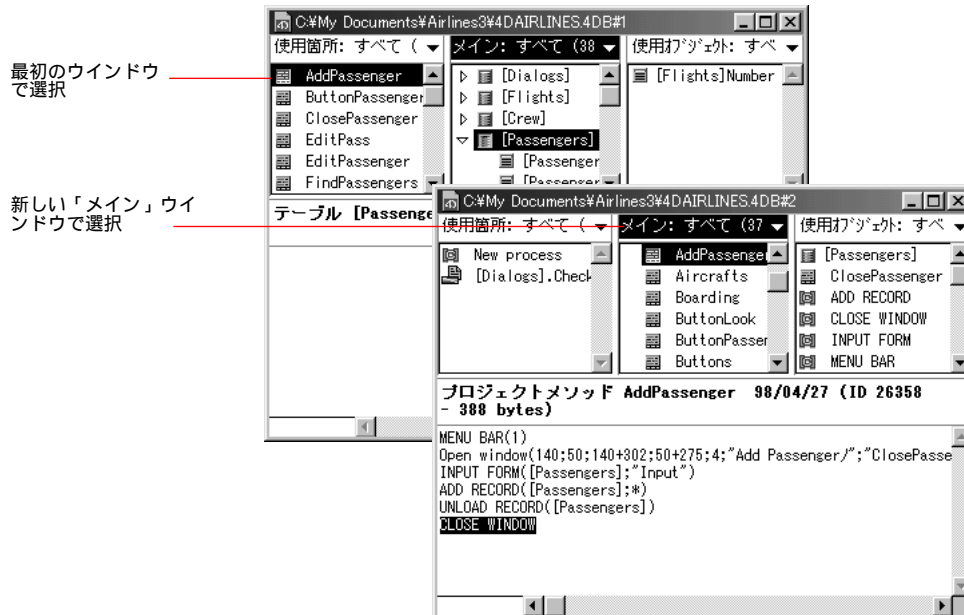 C:¥My Documents¥Airlines3¥4DAIRLINES.4DB#1
使用箇所: すべて (
メイン: すべて (38
使用ｵﾌﾞｼﾞｪｸﾄ: すべ
最初のウインドウ
で選択
AddPassenger
ButtonPassenger
ClosePassenger
EditPass
EditPassenger
FindPassengers
[Dialogs]
[Flights]
[Crew]
[Passengers]
[Passenger
[Passenger
[Flights]Number
テーブル [Passenge
新しい「メイン」ウイ
ンドウで選択
C:¥My Documents¥Airlines3¥4DAIRLINES.4DB#2
使用箇所: すべて (
メイン: すべて (37
使用ｵﾌﾞｼﾞｪｸﾄ: すべ
New process
[Dialogs].Check
AddPassenger
Aircrafts
Boarding
ButtonLook
ButtonPasser
Buttons
[Passengers]
ClosePassenger
ADD RECORD
CLOSE WINDOW
INPUT FORM
MENU BAR
プロジェクトメソッド AddPassenger 98/04/27 (ID 26358
- 388 bytes)
MENU BAR(1)
Open window(140;50;140+302;50+275;4;"Add Passenger/";"ClosePasse
INPUT FORM([Passengers];"Input")
ADD RECORD([Passengers];*)
UNLOAD RECORD([Passengers])
CLOSE WINDOW